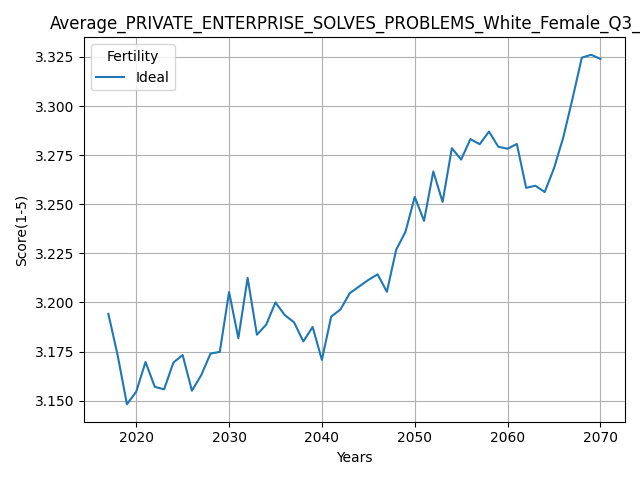 Average_PRIVATE_ENTERPRISE_SOLVES_PROBLEMS_White_Female_Q3_
Fertility
Ideal
3.325
3.300
3.275
3.250
3.225
3.200
3.175
3.150
Score(1-5)
2020 2030 2040 2050 2060 2070
Years